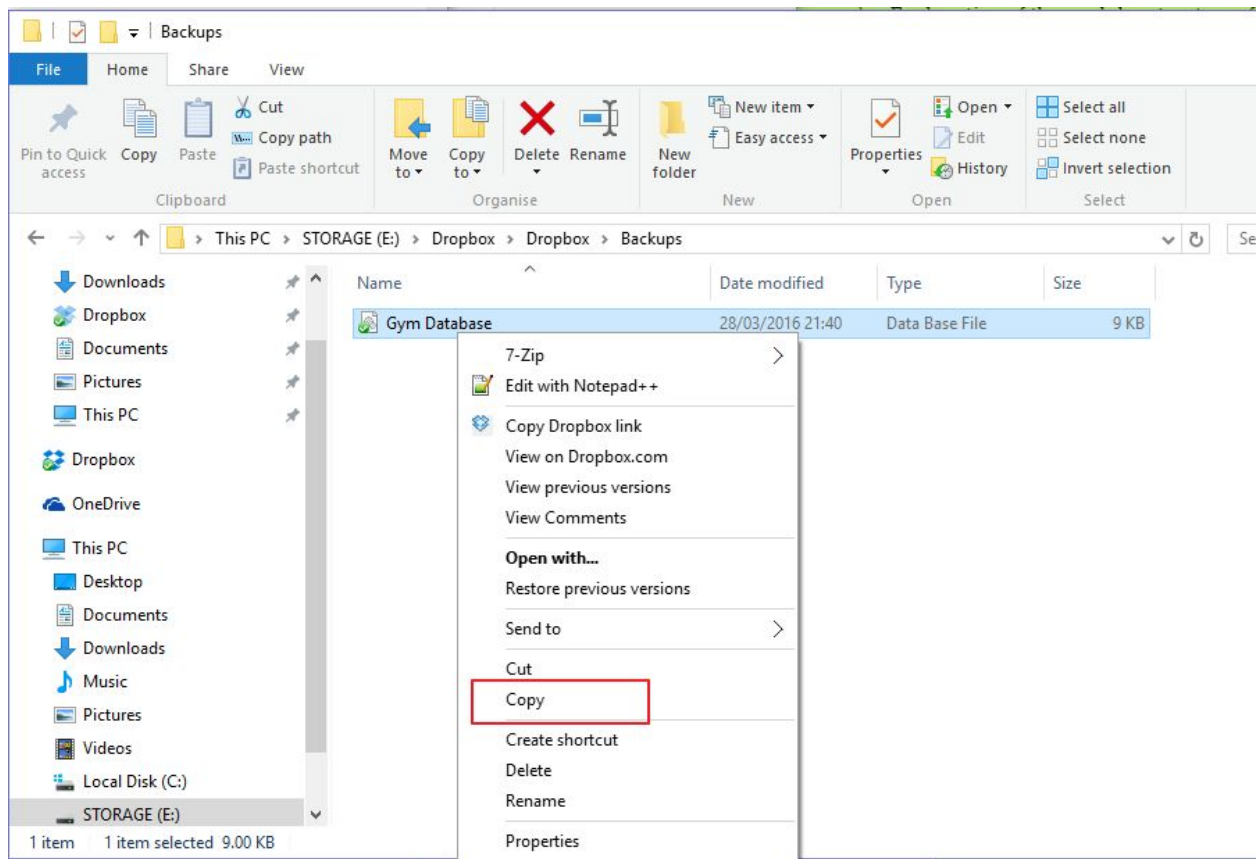 Backups
File Home Share View
Pin to Quick access
Copy
Paste
Cut
Copy path
Paste shortcut
Clipboard
Move to
Copy to
Delete
Rename
Organise
New folder
New item
Easy access
New
Properties
Open
Edit
History
Open
Select all
Select none
Invert selection
Select
This PC > STORAGE (E:) > Dropbox > Dropbox > Backups
Name Date modified Type Size
Gym Database 28/03/2016 21:40 Data Base File 9 KB
Downloads
Dropbox
Documents
Pictures
This PC
Dropbox
OneDrive
This PC
Desktop
Documents
Downloads
Music
Pictures
Videos
Local Disk (C:)
STORAGE (E:)
7-Zip
Edit with Notepad++
Copy Dropbox link
View on Dropbox.com
View previous versions
View Comments
Open with...
Restore previous versions
Send to
Cut
Copy
Create shortcut
Delete
Rename
Properties
1 item 1 item selected 9.00 KB